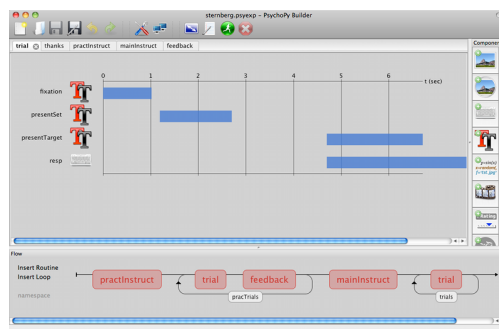 sternberg.psyexp - PsychoPy Builder
trial thanks practInstruct mainInstruct feedback
Componen
0 1 2 3 4 5 6 t (sec)
fixation
presentSet
presentTarget
resp
Flow
Insert Routine
Insert Loop
namespace
practInstruct trial feedback mainInstruct trial
pracTrials trials